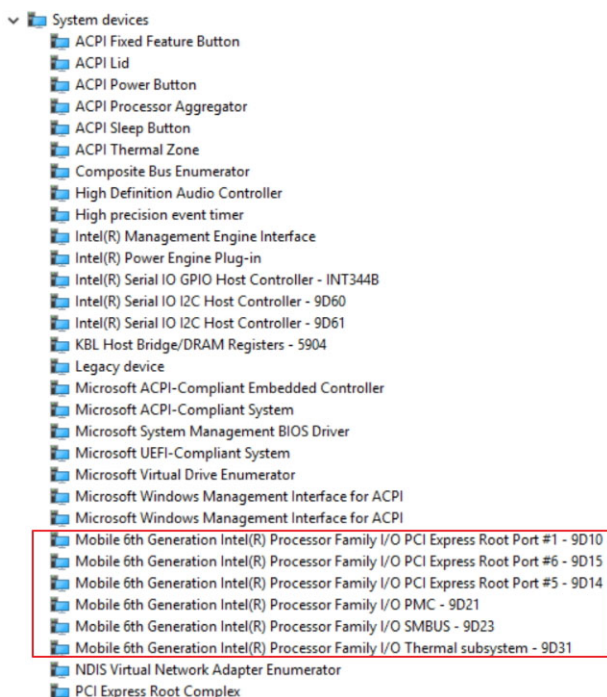 System devices
ACPI Fixed Feature Button
ACPI Lid
ACPI Power Button
ACPI Processor Aggregator
ACPI Sleep Button
ACPI Thermal Zone
Composite Bus Enumerator
High Definition Audio Controller
High precision event timer
Intel(R) Management Engine Interface
Intel(R) Power Engine Plug-in
Intel(R) Serial IO GPIO Host Controller - INT344B
Intel(R) Serial IO I2C Host Controller - 9D60
Intel(R) Serial IO I2C Host Controller - 9D61
KBL Host Bridge/DRAM Registers - 5904
Legacy device
Microsoft ACPI-Compliant Embedded Controller
Microsoft ACPI-Compliant System
Microsoft System Management BIOS Driver
Microsoft UEFI-Compliant System
Microsoft Virtual Drive Enumerator
Microsoft Windows Management Interface for ACPI
Microsoft Windows Management Interface for ACPI
Mobile 6th Generation Intel(R) Processor Family I/O PCI Express Root Port #1 - 9D10
Mobile 6th Generation Intel(R) Processor Family I/O PCI Express Root Port #6 - 9D15
Mobile 6th Generation Intel(R) Processor Family I/O PCI Express Root Port #5 - 9D14
Mobile 6th Generation Intel(R) Processor Family I/O PMC - 9D21
Mobile 6th Generation Intel(R) Processor Family I/O SMBUS - 9D23
Mobile 6th Generation Intel(R) Processor Family I/O Thermal subsystem - 9D31
NDIS Virtual Network Adapter Enumerator
PCI Express Root Complex